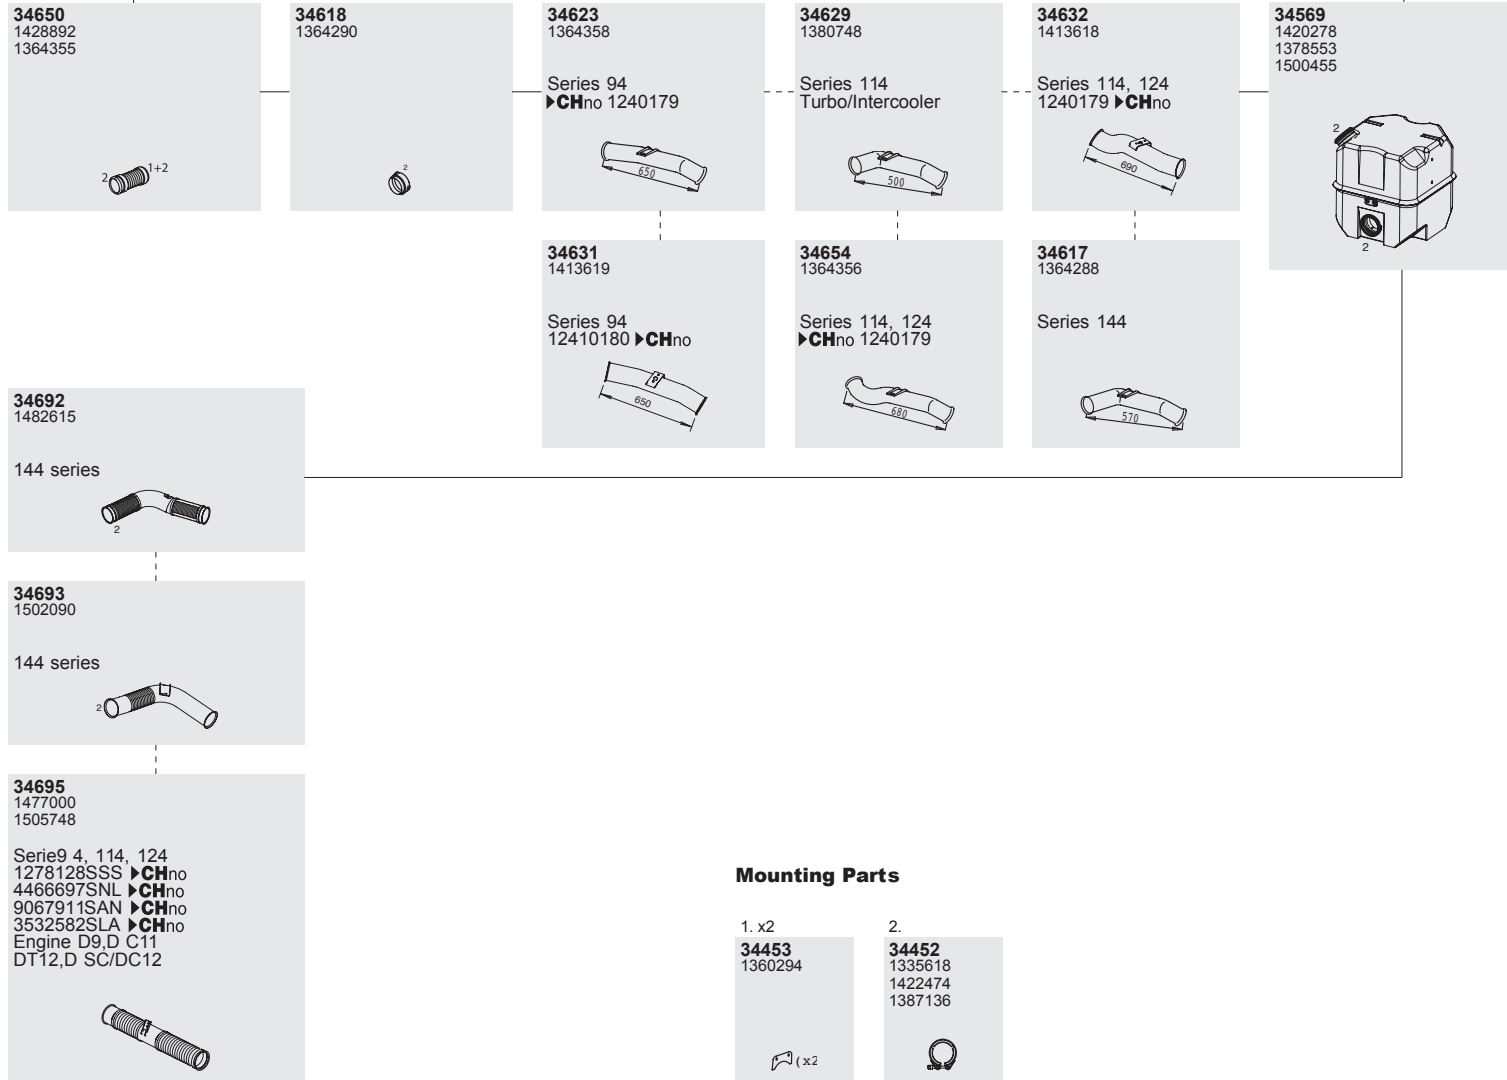 34650
1428892
1364355
2
1+2
34618
1364290
2
34623
1364358
Series 94
▶CHno 1240179
650
34629
1380748
Series 114
Turbo/Intercooler
500
34632
1413618
Series 114, 124
1240179 ▶CHno
690
34569
1420278
1378553
1500455
2
2
34631
1413619
Series 94
12410180 ▶CHno
650
34654
1364356
Series 114, 124
▶CHno 1240179
680
34617
1364288
Series 144
570
34692
1482615
144 series
2
34693
1502090
144 series
2
34695
1477000
1505748
Serie9 4, 114, 124
1278128SSS ▶CHno
4466697SNL ▶CHno
9067911SAN ▶CHno
3532582SLA ▶CHno
Engine D9,D C11
DT12,D SC/DC12
Mounting Parts
1. x2
34453
1360294
(x2
2.
34452
1335618
1422474
1387136